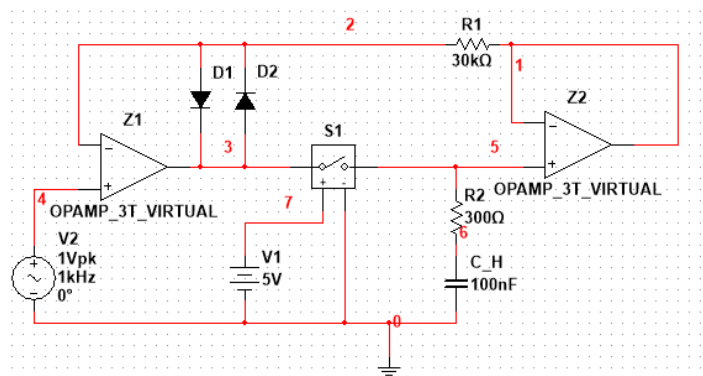 2
R1
30kΩ
1
D1
D2
Z2
Z1
S1
3
5
4
OPAMP_3T_VIRTUAL
7
R2
300Ω
OPAMP_3T_VIRTUAL
6
V2
1Vpk
1kHz
0°
V1
5V
C_H
100nF
0